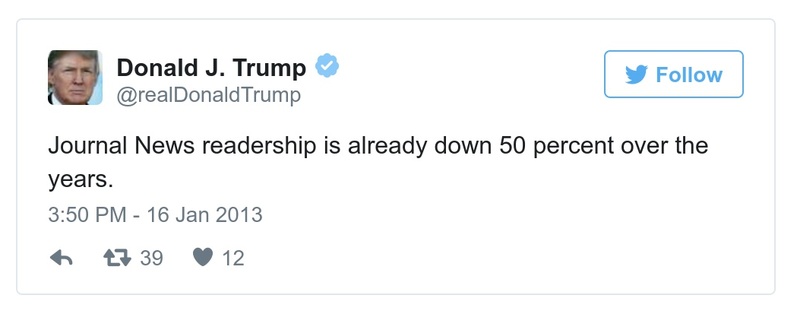 Donald J. Trump
@realDonaldTrump
Follow
Journal News readership is already down 50 percent over the
years.
3:50 PM - 16 Jan 2013
39 12